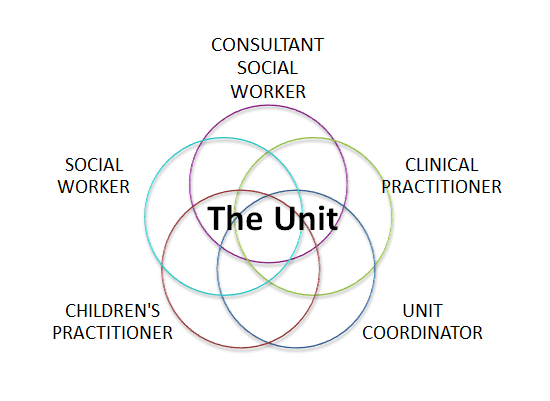 CONSULTANT
SOCIAL
WORKER
SOCIAL
WORKER
CLINICAL
PRACTITIONER
The Unit
CHILDREN'S
PRACTITIONER
UNIT
COORDINATOR